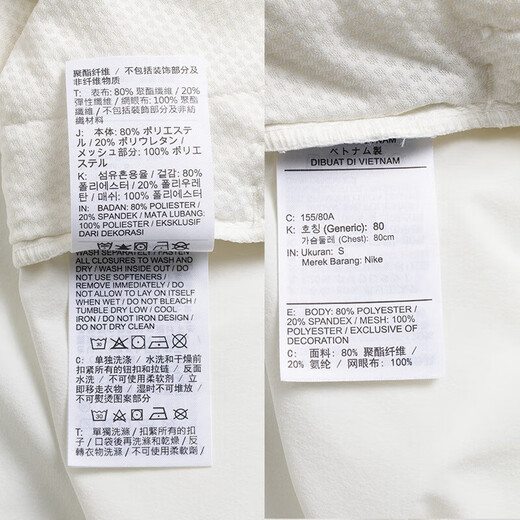 聚酯纤维 / 不包括装饰部分及
非纤维物质
T: 表布: 80% 聚酯纖維 / 20%
彈性纖維 / 網眼布: 100% 聚酯
纖維 / 不包括裝飾部分及非紡
織材料
J: 本体: 80% ポリエステ
ル / 20% ポリウレタン /
メッシュ部分: 100% ポリエ
ステル
K: 섬유혼용율 / 겉감: 80%
폴리에스터 / 20% 폴리우레
탄 / 매쉬: 100% 폴리에스터
IN: BADAN: 80% POLIESTER /
20% SPANDEK / MATA LUBANG:
100% POLIESTER / EKSKLUSIF
DARI DEKORASI
WASH SEPARATELY / FASTEN
ALL CLOSURES TO WASH AND
DRY / WASH INSIDE OUT / DO
NOT USE SOFTENERS /
REMOVE IMMEDIATELY / DO
NOT ALLOW TO LAY ON ITSELF
WHEN WET / DO NOT BLEACH /
TUMBLE DRY LOW / COOL
IRON / DO NOT IRON DESIGN /
DO NOT DRY CLEAN
C: 单独洗涤 / 水洗和干燥前
扣紧所有的钮扣和拉链 / 反面
水洗 / 不可使用柔软剂 / 立
即移走衣物 / 湿时不可堆放 /
不可熨烫图案部分
T: 單獨洗滌 / 扣緊所有的扣
子 / 口袋後再洗滌和乾燥 / 反
轉衣物洗滌 / 不可使用柔軟劑
ベトナム製
DIBUAT DI VIETNAM
C: 155/80A
K: 호칭 (Generic): 80
가슴둘레 (Chest): 80cm
IN: Ukuran: S
Merek Barang: Nike
E: BODY: 80% POLYESTER /
20% SPANDEX / MESH: 100%
POLYESTER / EXCLUSIVE OF
DECORATION
C: 面料: 80% 聚酯纤维 /
20% 氨纶 / 网眼布: 100%